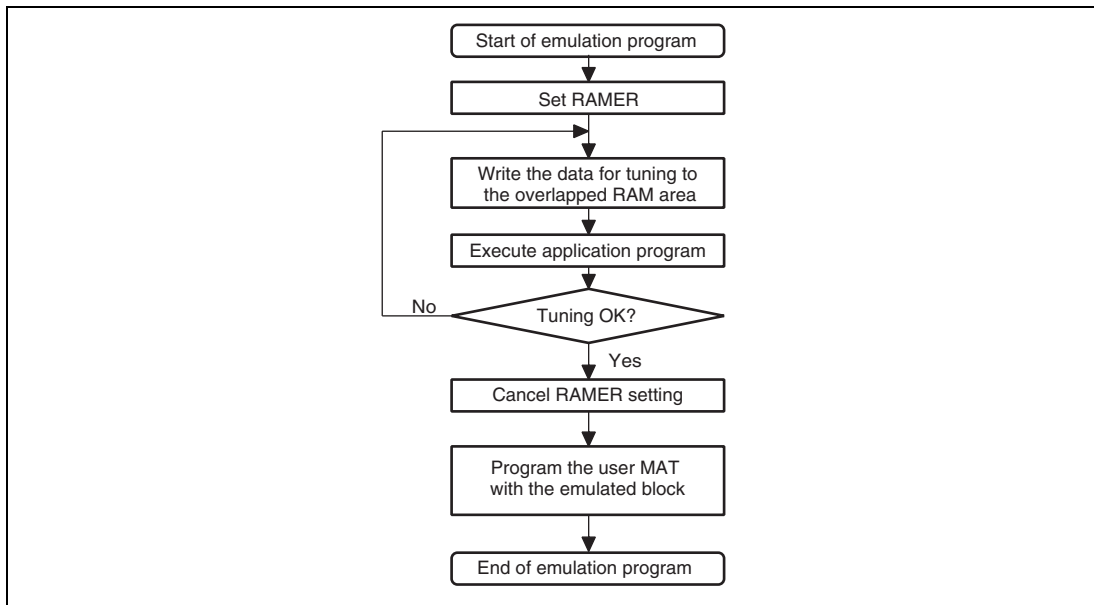 Start of emulation program
Set RAMER
Write the data for tuning to
the overlapped RAM area
Execute application program
Tuning OK?
No
Yes
Cancel RAMER setting
Program the user MAT
with the emulated block
End of emulation program